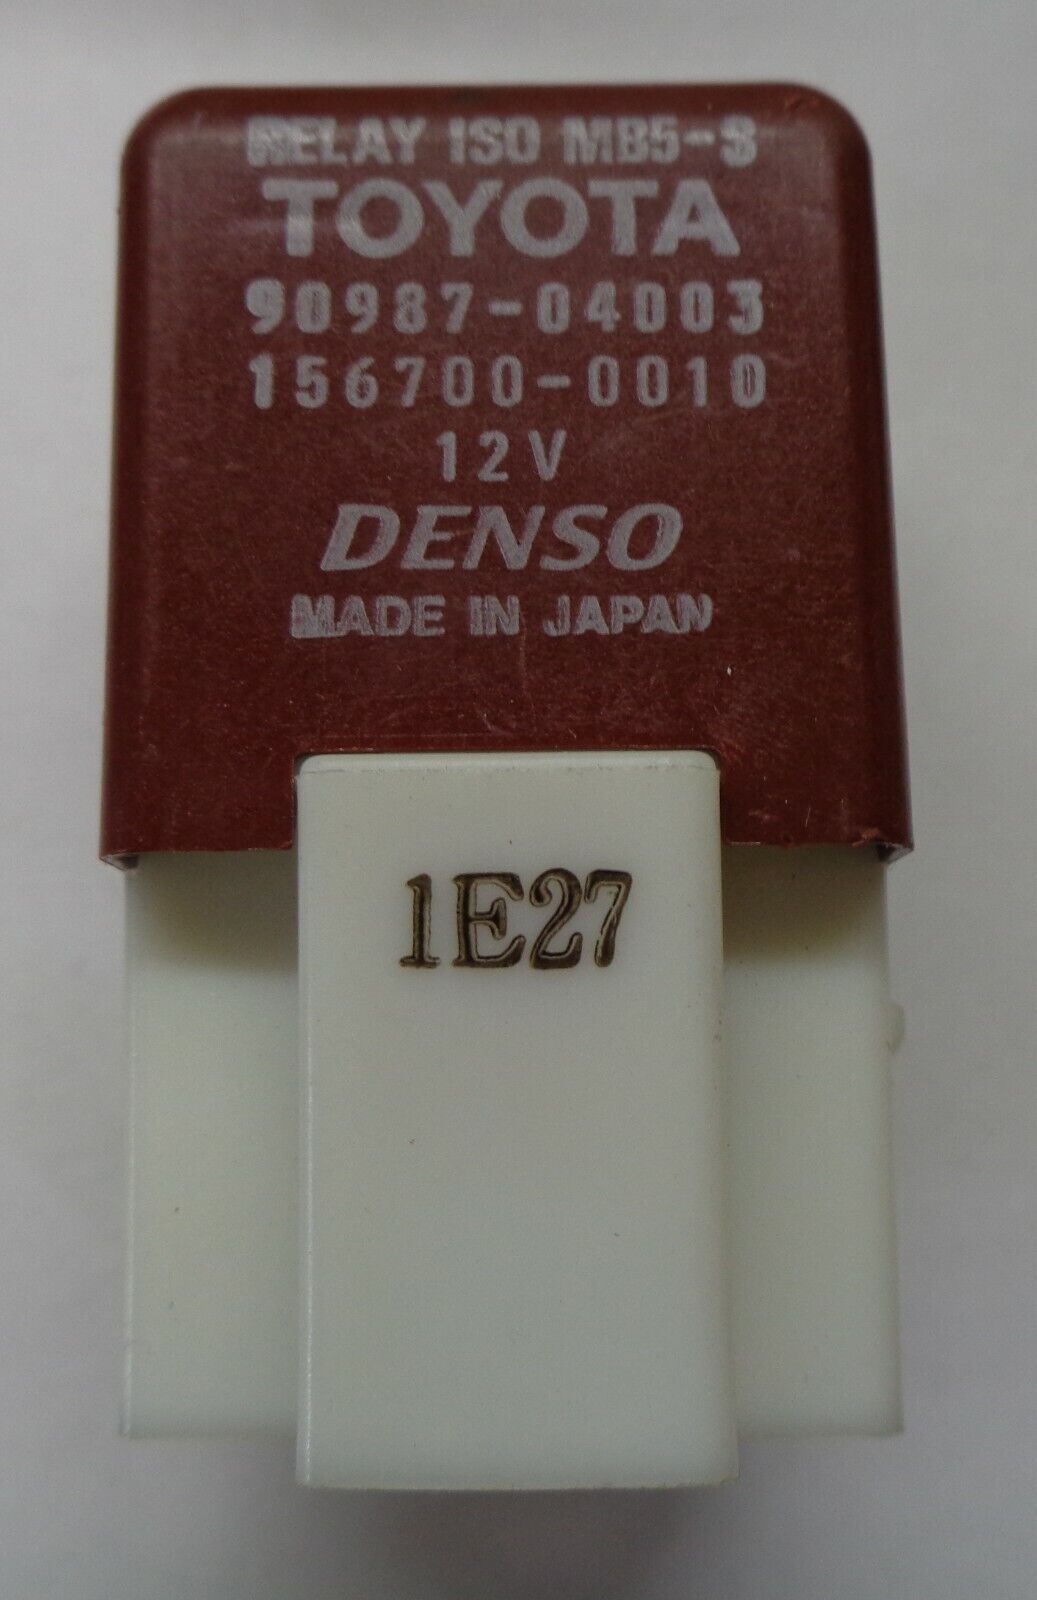 RELAY ISO MB5-S
TOYOTA
90987-04003
156700-0010
12V
DENSO
MADE IN JAPAN
1E27